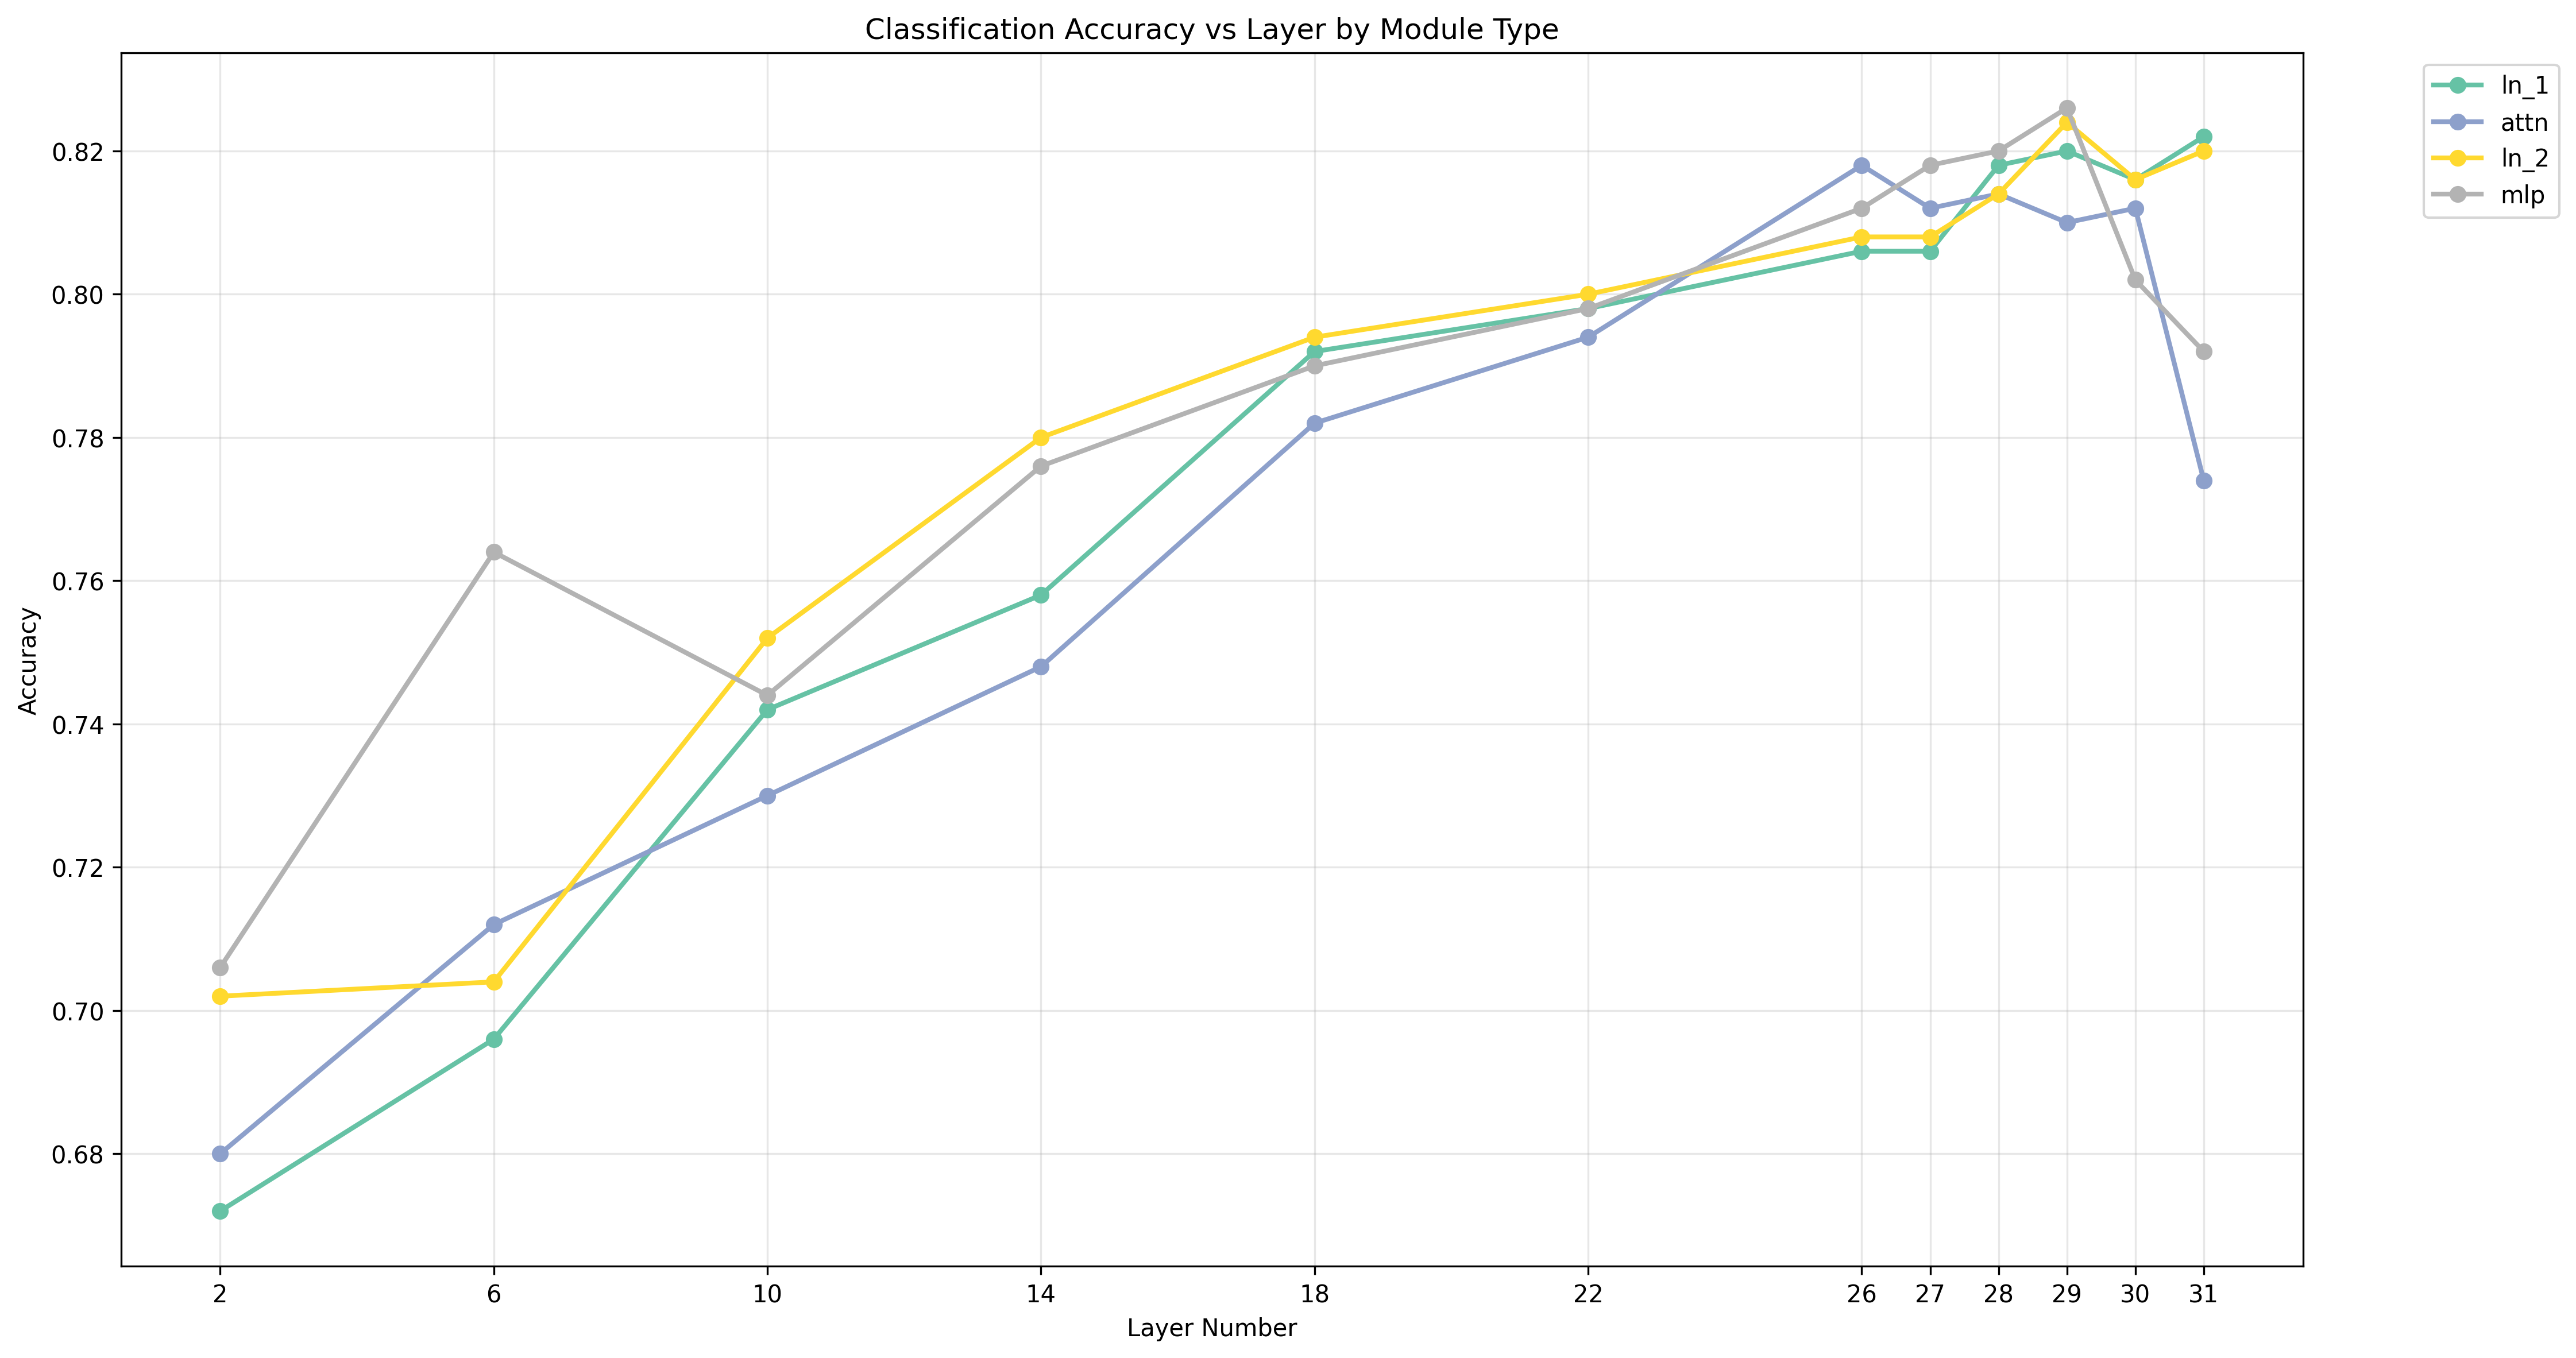 Classification Accuracy vs Layer by Module Type
ln_1
attn
ln_2
mlp
Accuracy
0.82
0.80
0.78
0.76
0.74
0.72
0.70
0.68
2 6 10 14 18 22 26 27 28 29 30 31
Layer Number